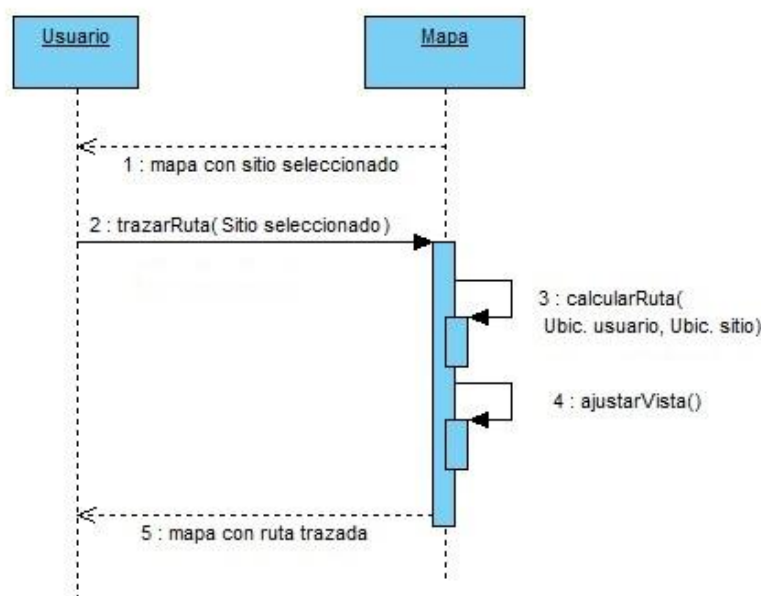 Usuario
Mapa
1 : mapa con sitio seleccionado
2 : trazarRuta(Sitio seleccionado)
3 : calcularRuta(
Ubic. usuario, Ubic. sitio)
4 : ajustarVista()
5 : mapa con ruta trazada